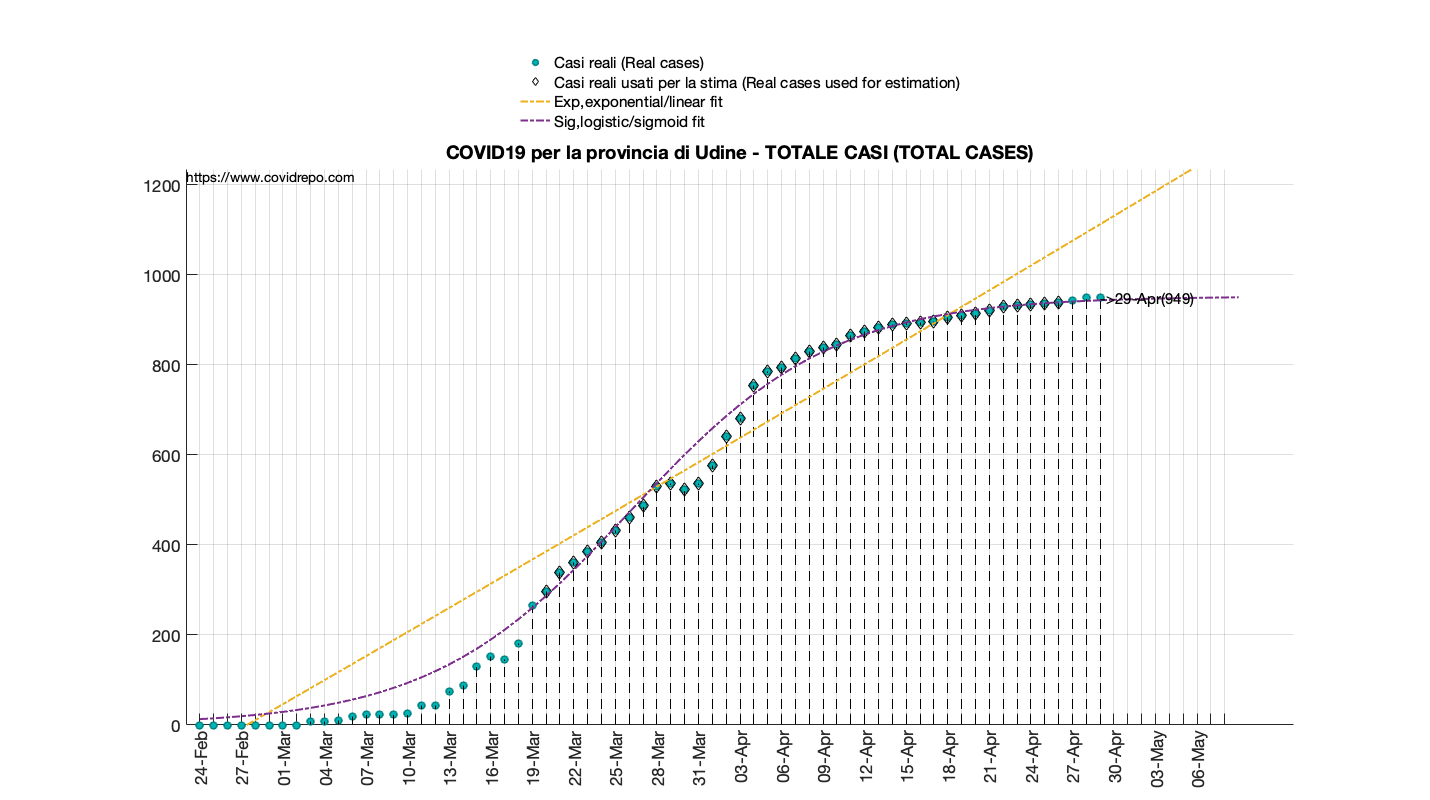 Casi reali (Real cases)
Casi reali usati per la stima (Real cases used for estimation)
Exp,exponential/linear fit
Sig,logistic/sigmoid fit
COVID19 per la provincia di Udine - TOTALE CASI (TOTAL CASES)
https://www.covidrepo.com
1200
1000
>29-Apr(949)
800
600
400
200
0
24-Feb
27-Feb
01-Mar
04-Mar
07-Mar
10-Mar
13-Mar
16-Mar
19-Mar
22-Mar
25-Mar
28-Mar
31-Mar
03-Apr
06-Apr
09-Apr
12-Apr
15-Apr
18-Apr
21-Apr
24-Apr
27-Apr
30-Apr
03-May
06-May